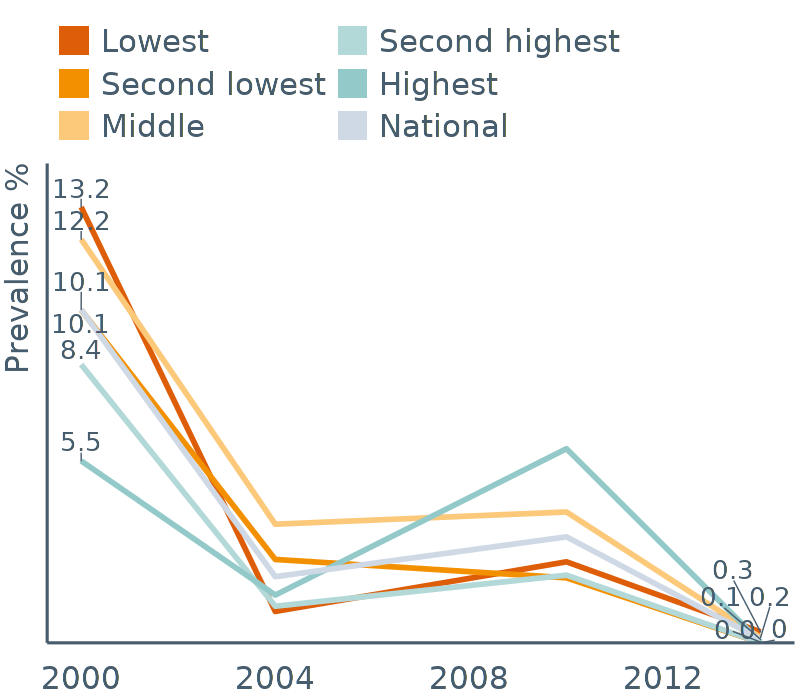 Lowest
Second highest
Second lowest
Highest
Middle
National
Prevalence %
13.2
12.2
10.1
10.1
8.4
5.5
0.3
0.1
0.2
0
0
0
2000
2004
2008
2012